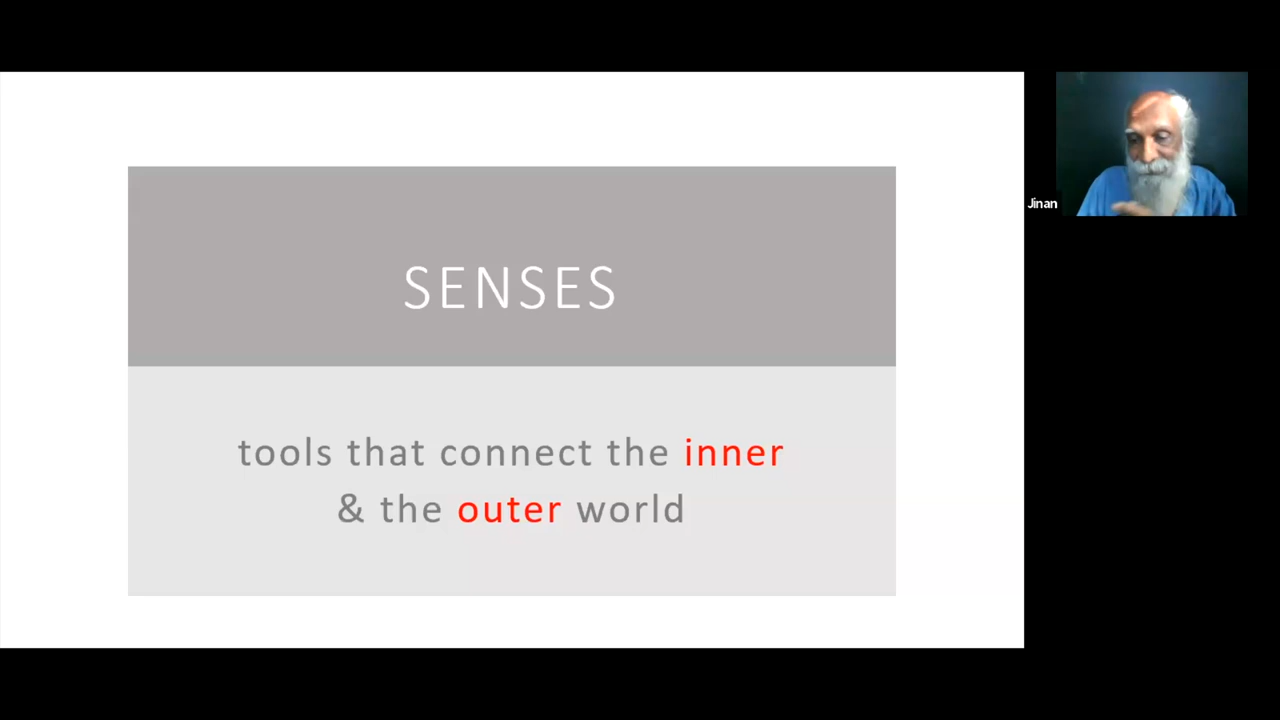 SENSES
tools that connect the inner
& the outer world
Jinan